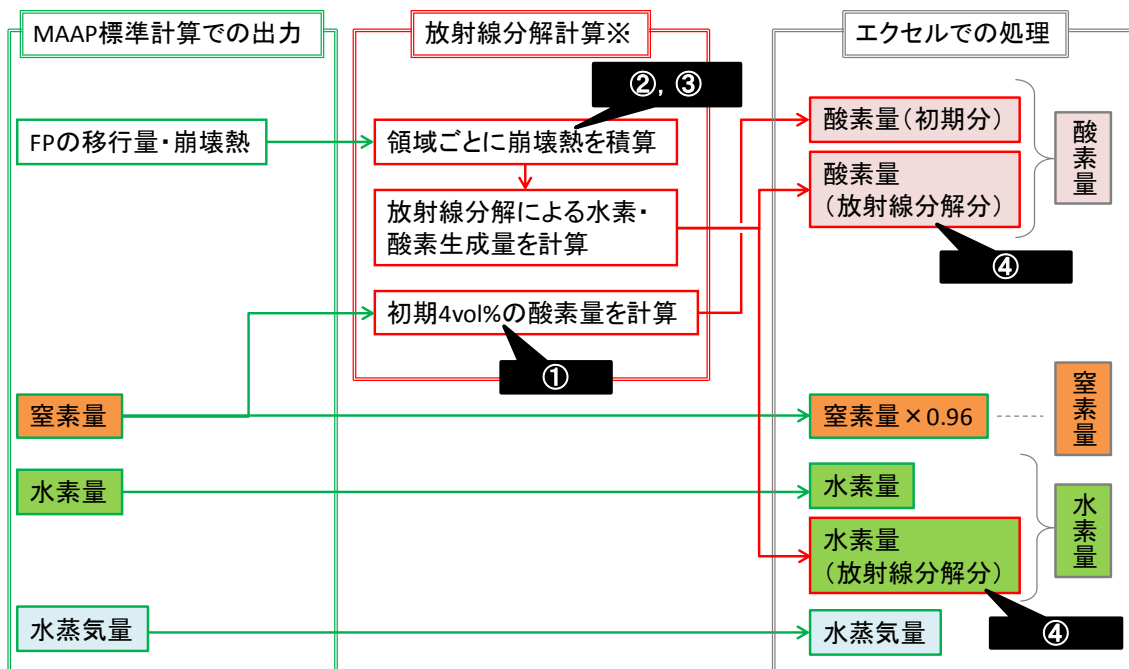 MAAP標準計算での出力
放射線分解計算※
エクセルでの処理
②，③
FPの移行量・崩壊熱
領域ごとに崩壊熱を積算
酸素量（初期分）
酸素量
（放射線分解分）
酸素量
放射線分解による水素・
酸素生成量を計算
④
初期4vol%の酸素量を計算
①
窒素量
窒素量×0.96
窒素量
水素量
水素量
水素量
（放射線分解分）
水素量
④
水蒸気量
水蒸気量